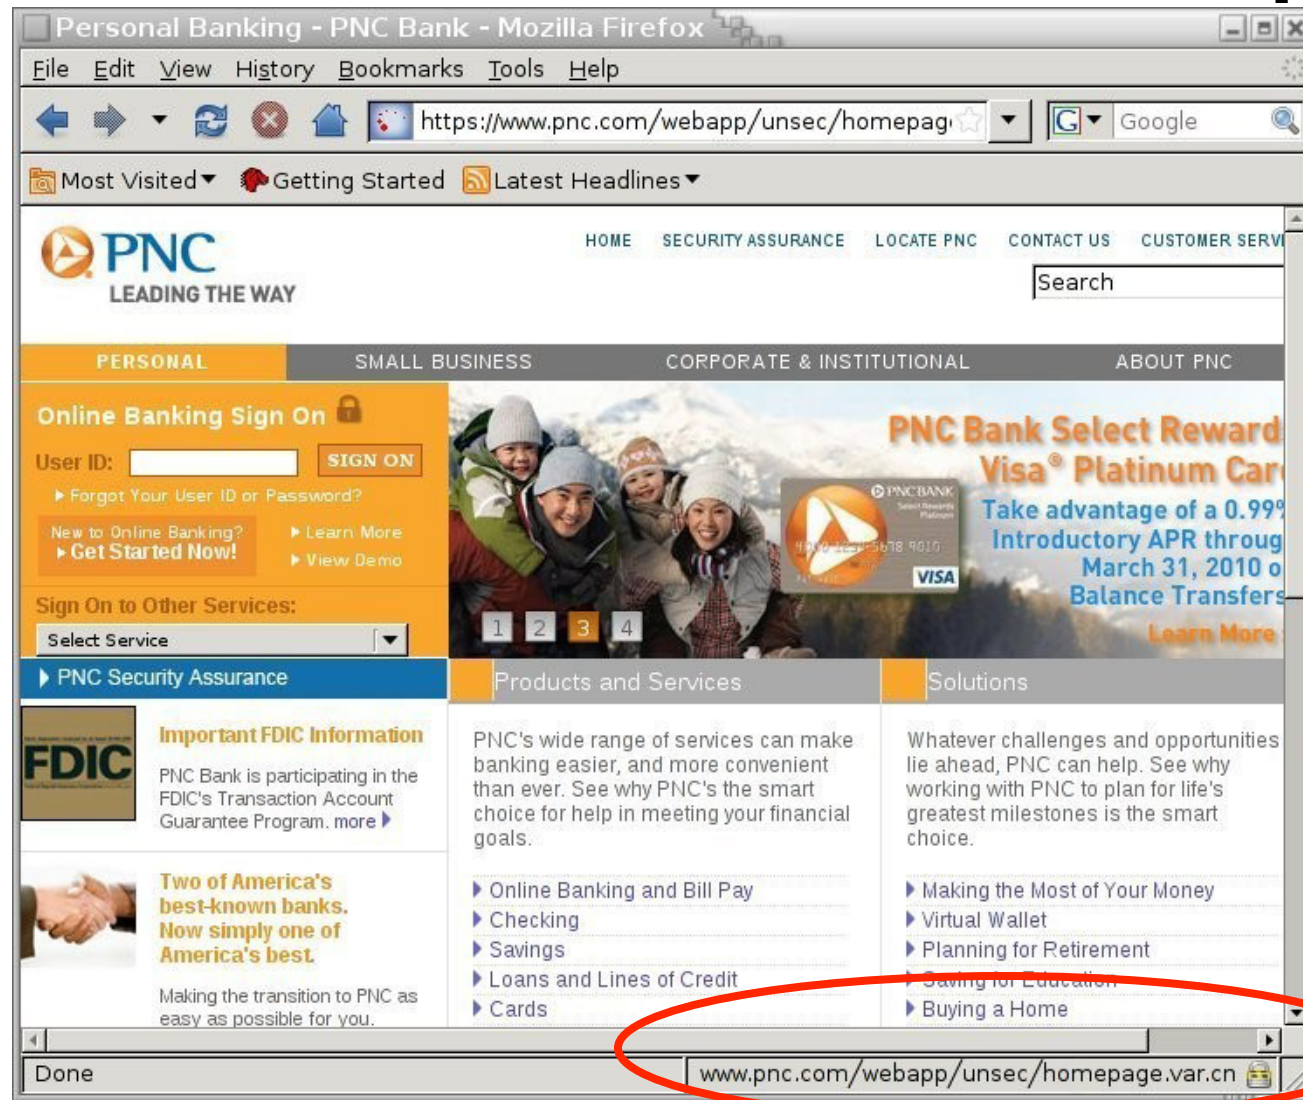 Personal Banking - PNC Bank - Mozilla Firefox
File Edit View History Bookmarks Tools Help
https://www.pnc.com/webapp/unsec/homepag
G Google
Most Visited Getting Started Latest Headlines
PNC
LEADING THE WAY
HOME SECURITY ASSURANCE LOCATE PNC CONTACT US CUSTOMER SERVI
Search
PERSONAL SMALL BUSINESS CORPORATE & INSTITUTIONAL ABOUT PNC
Online Banking Sign On
User ID: SIGN ON
Forgot Your User ID or Password?
New to Online Banking?
Get Started Now!
Learn More
View Demo
Sign On to Other Services:
Select Service
PNC Bank Select Reward
Visa® Platinum Car
Take advantage of a 0.99%
Introductory APR throug
March 31, 2010 o
Balance Transfers
Learn More
PNC BANK
Select Rewards
Platinum
VISA
1 2 3 4
PNC Security Assurance
FDIC
Important FDIC Information
PNC Bank is participating in the
FDIC's Transaction Account
Guarantee Program. more
Two of America's
best-known banks.
Now simply one of
America's best.
Making the transition to PNC as
easy as possible for you.
Products and Services
PNC's wide range of services can make
banking easier, and more convenient
than ever. See why PNC's the smart
choice for help in meeting your financial
goals.
Online Banking and Bill Pay
Checking
Savings
Loans and Lines of Credit
Cards
Solutions
Whatever challenges and opportunities
lie ahead, PNC can help. See why
working with PNC to plan for life's
greatest milestones is the smart
choice.
Making the Most of Your Money
Virtual Wallet
Planning for Retirement
Saving for Education
Buying a Home
Done
www.pnc.com/webapp/unsec/homepage.var.cn